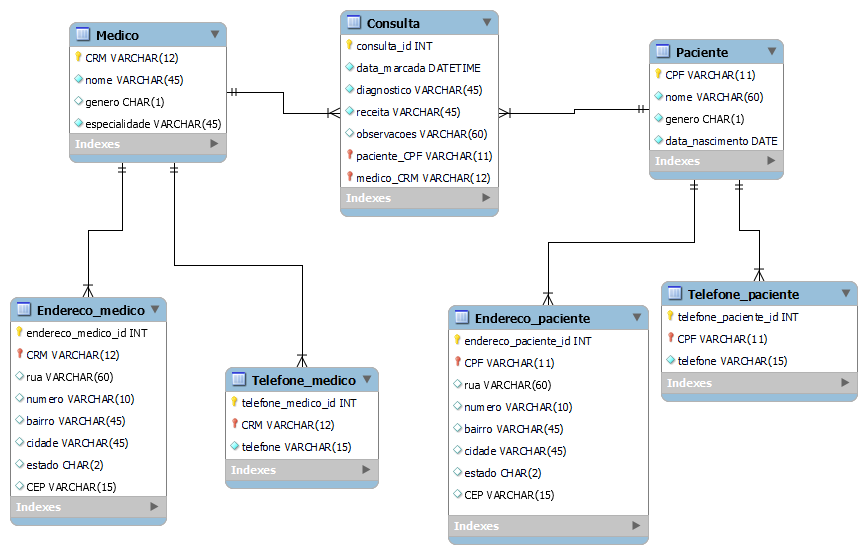 Medico
CRM VARCHAR(12)
nome VARCHAR(45)
genero CHAR(1)
especialidade VARCHAR(45)
Indexes
Consulta
consulta_id INT
data_marcada DATETIME
diagnostico VARCHAR(45)
receita VARCHAR(45)
observacoes VARCHAR(60)
paciente_CPF VARCHAR(11)
medico_CRM VARCHAR(12)
Indexes
Paciente
CPF VARCHAR(11)
nome VARCHAR(60)
genero CHAR(1)
data_nascimento DATE
Indexes
Endereco_medico
endereco_medico_id INT
CRM VARCHAR(12)
rua VARCHAR(60)
numero VARCHAR(10)
bairro VARCHAR(45)
cidade VARCHAR(45)
estado CHAR(2)
CEP VARCHAR(15)
Indexes
Telefone_medico
telefone_medico_id INT
CRM VARCHAR(12)
telefone VARCHAR(15)
Indexes
Endereco_paciente
endereco_paciente_id INT
CPF VARCHAR(11)
rua VARCHAR(60)
numero VARCHAR(10)
bairro VARCHAR(45)
cidade VARCHAR(45)
estado CHAR(2)
CEP VARCHAR(15)
Indexes
Telefone_paciente
telefone_paciente_id INT
CPF VARCHAR(11)
telefone VARCHAR(15)
Indexes